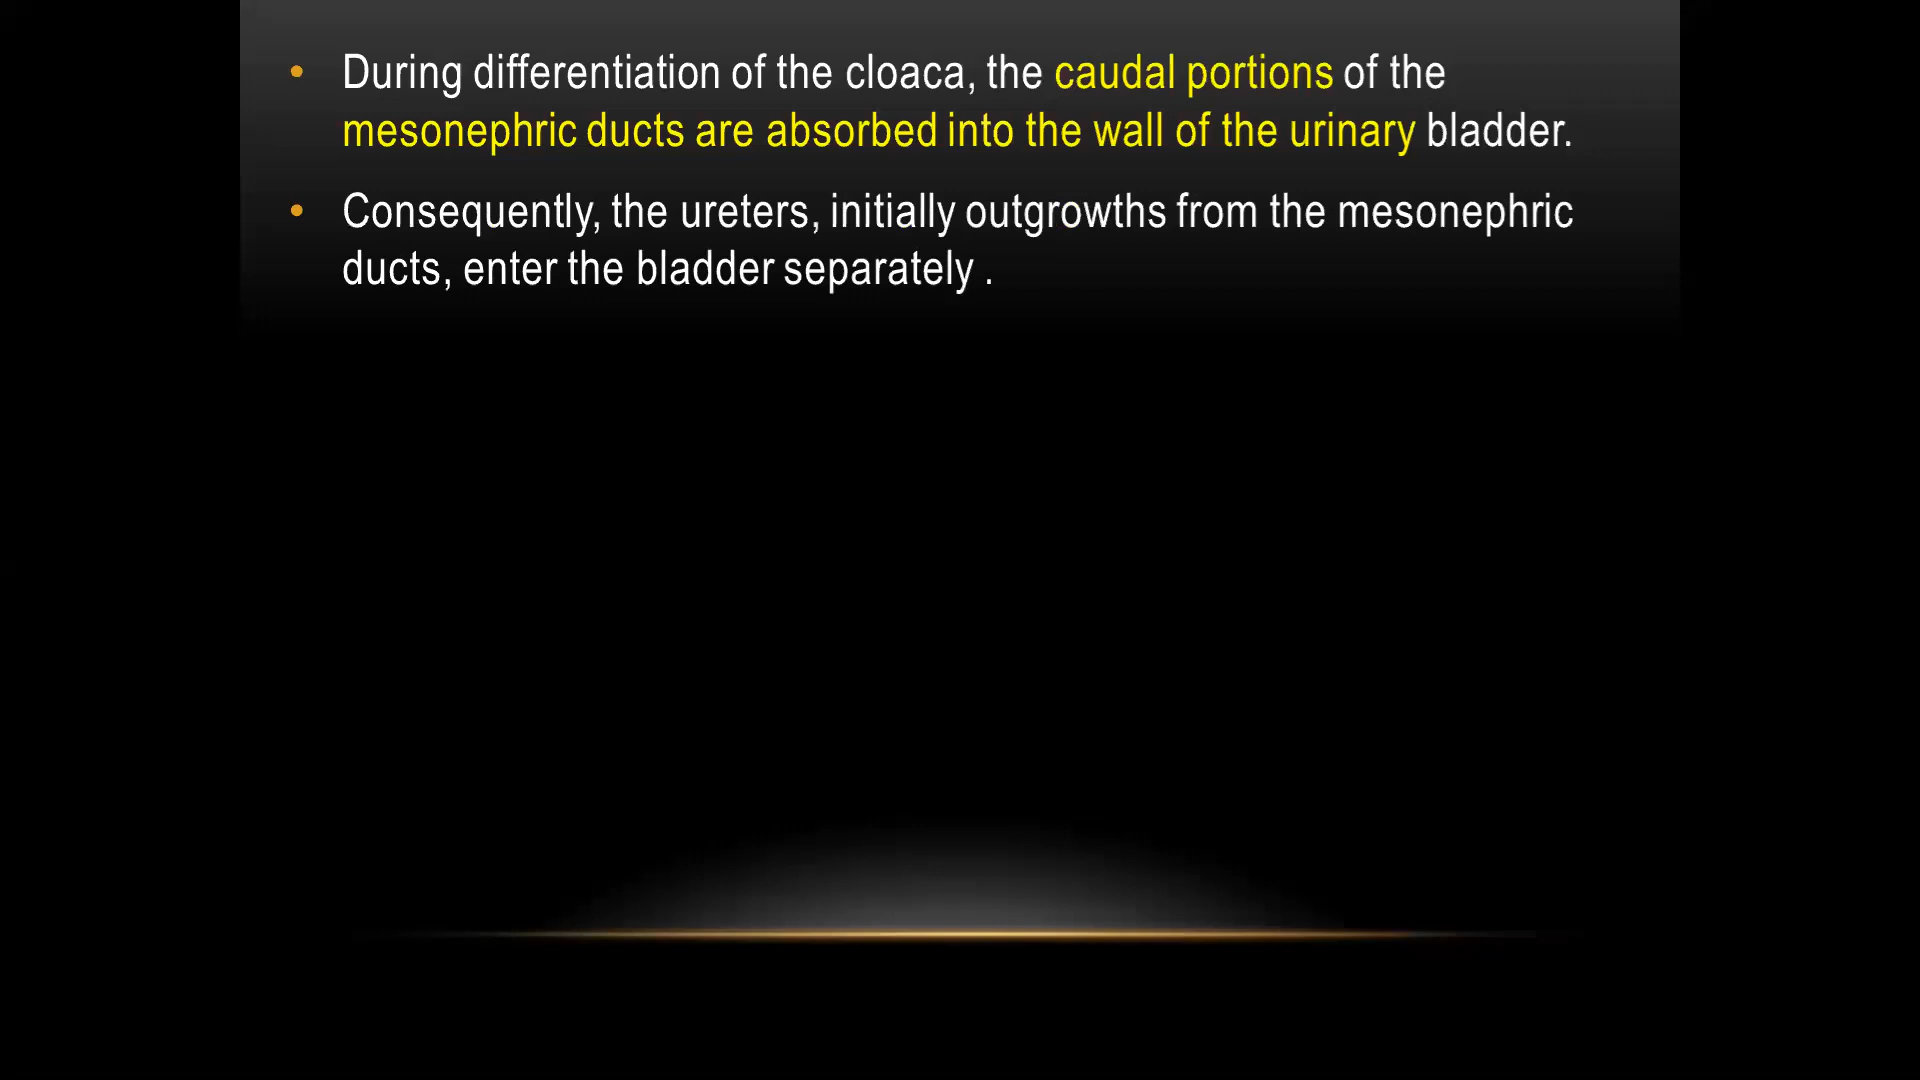 • During differentiation of the cloaca, the caudal portions of the
mesonephric ducts are absorbed into the wall of the urinary bladder.
• Consequently, the ureters, initially outgrowths from the mesonephric
ducts, enter the bladder separately .